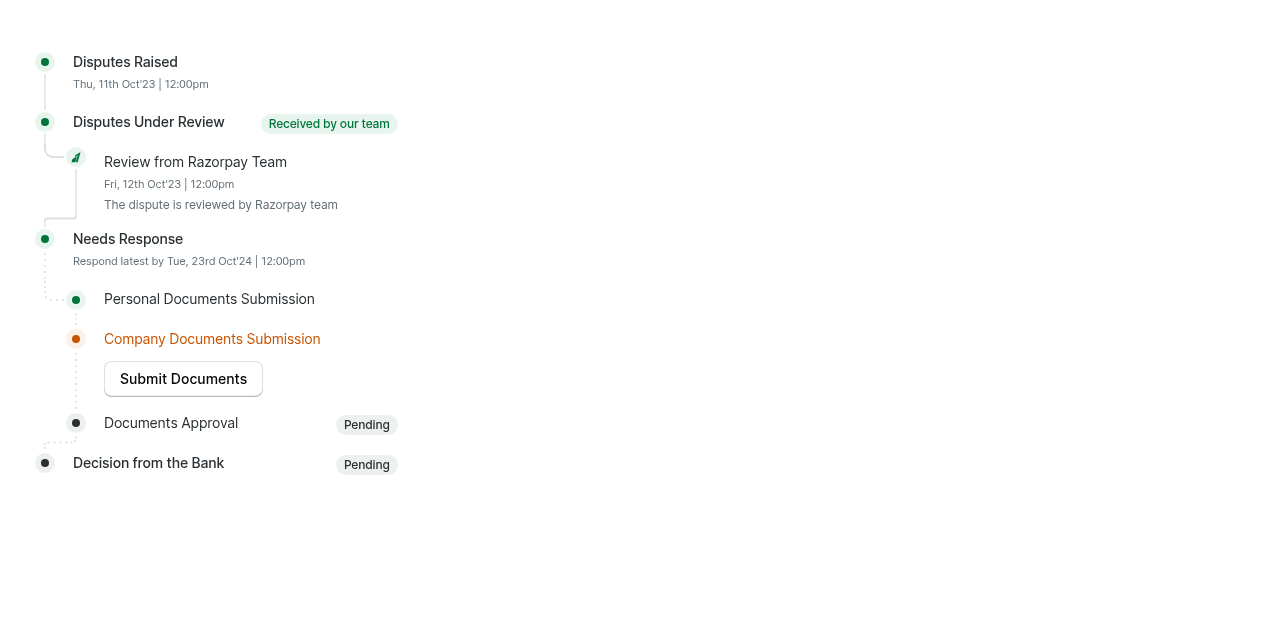 Disputes Raised
Thu, 11th Oct'23 | 12:00pm
Disputes Under Review
Received by our team
Review from Razorpay Team
Fri, 12th Oct'23 | 12:00pm
The dispute is reviewed by Razorpay team
Needs Response
Respond latest by Tue, 23rd Oct'24 | 12:00pm
Personal Documents Submission
Company Documents Submission
Submit Documents
Documents Approval
Pending
Decision from the Bank
Pending